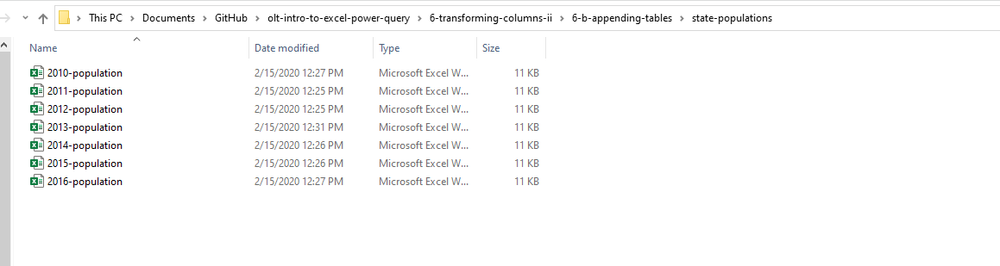 This PC > Documents > GitHub > olt-intro-to-excel-power-query > 6-transforming-columns-ii > 6-b-appending-tables > state-populations
Name Date modified Type Size
2010-population 2/15/2020 12:27 PM Microsoft Excel W... 11 KB
2011-population 2/15/2020 12:25 PM Microsoft Excel W... 11 KB
2012-population 2/15/2020 12:25 PM Microsoft Excel W... 11 KB
2013-population 2/15/2020 12:31 PM Microsoft Excel W... 11 KB
2014-population 2/15/2020 12:26 PM Microsoft Excel W... 11 KB
2015-population 2/15/2020 12:26 PM Microsoft Excel W... 11 KB
2016-population 2/15/2020 12:27 PM Microsoft Excel W... 11 KB